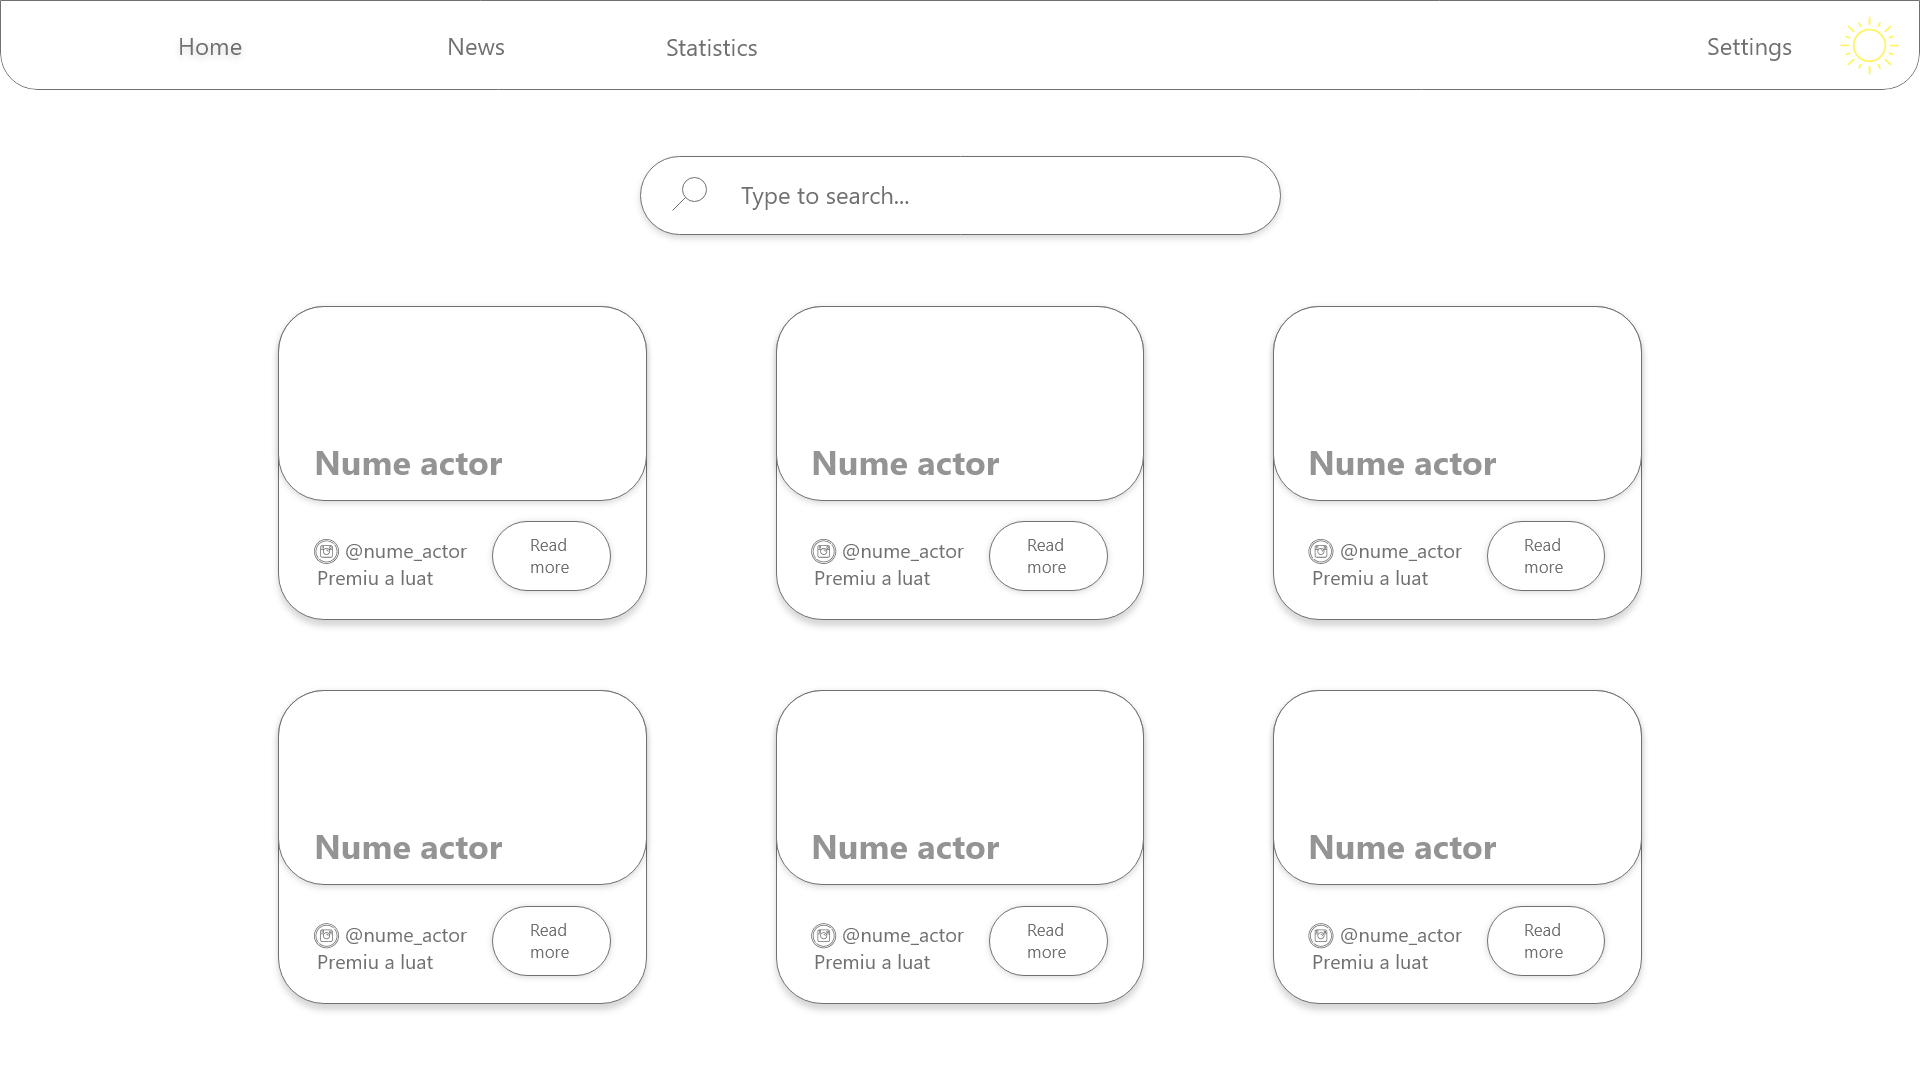 Home News Statistics Settings
Type to search...
Nume actor
@nume_actor
Premiu a luat
Read
more
Nume actor
@nume_actor
Premiu a luat
Read
more
Nume actor
@nume_actor
Premiu a luat
Read
more
Nume actor
@nume_actor
Premiu a luat
Read
more
Nume actor
@nume_actor
Premiu a luat
Read
more
Nume actor
@nume_actor
Premiu a luat
Read
more